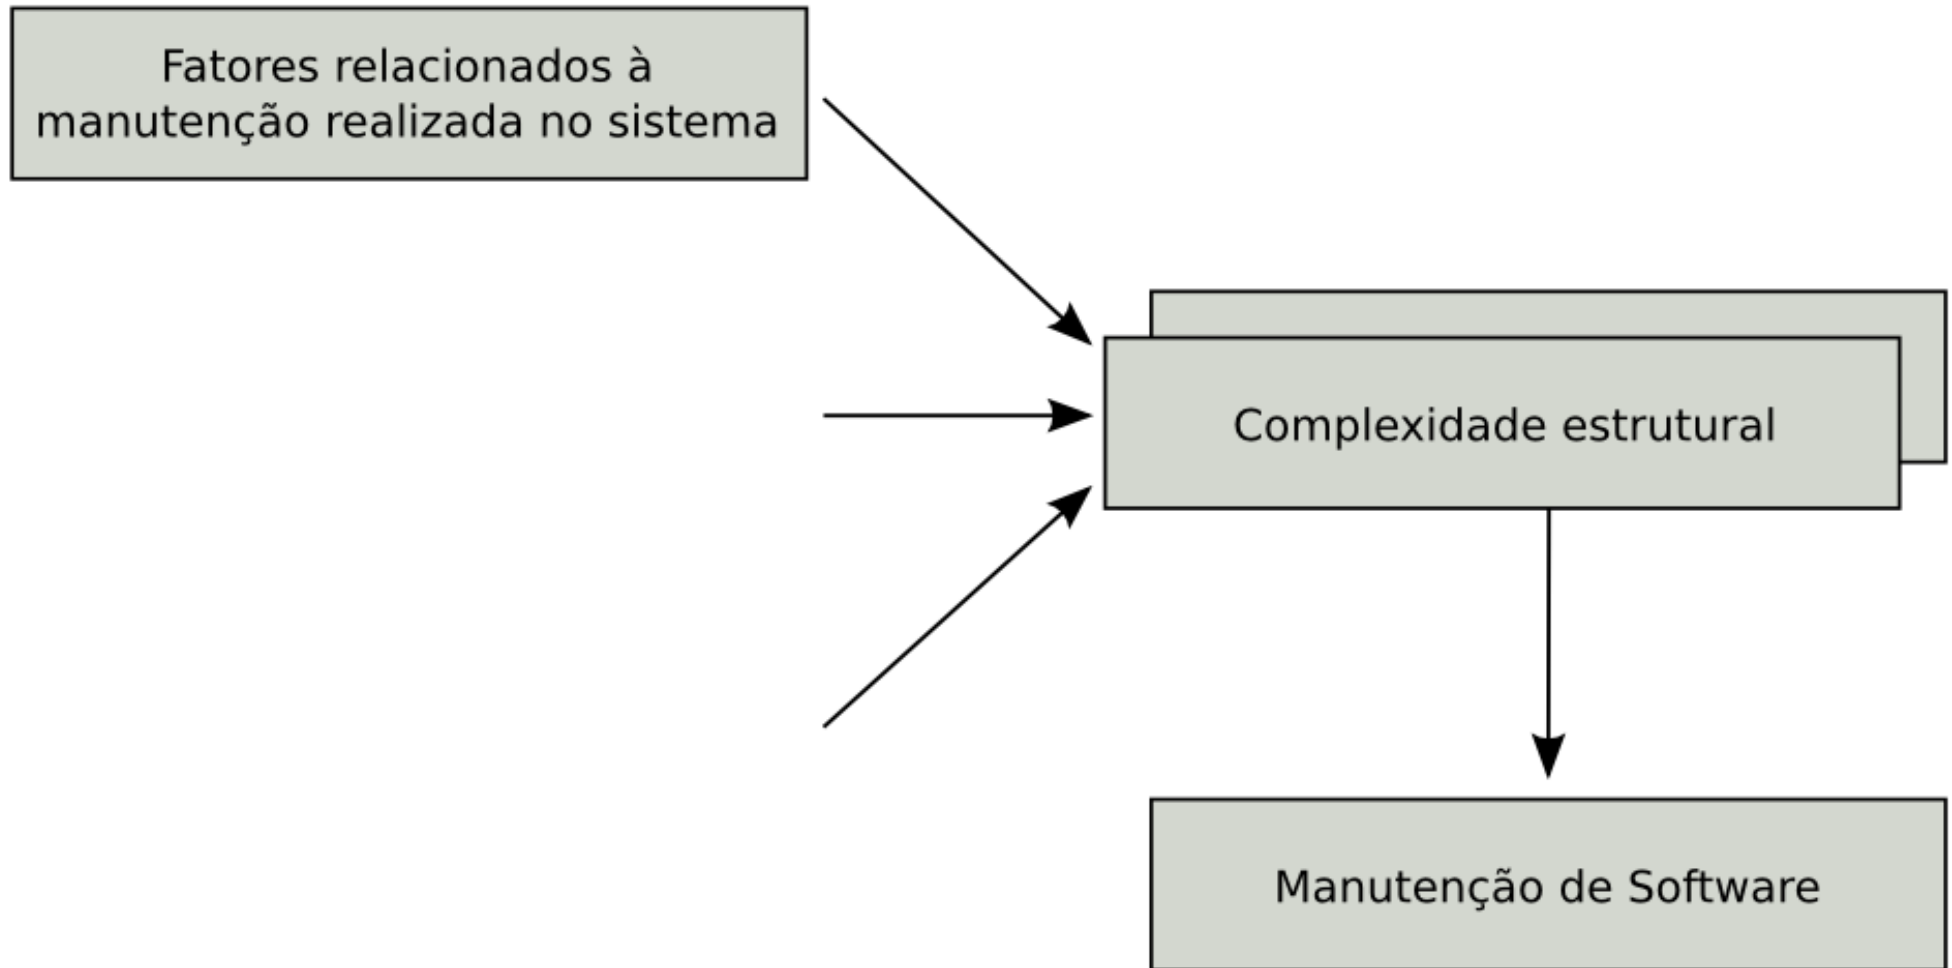 Fatores relacionados à
manutenção realizada no sistema
Complexidade estrutural
Manutenção de Software